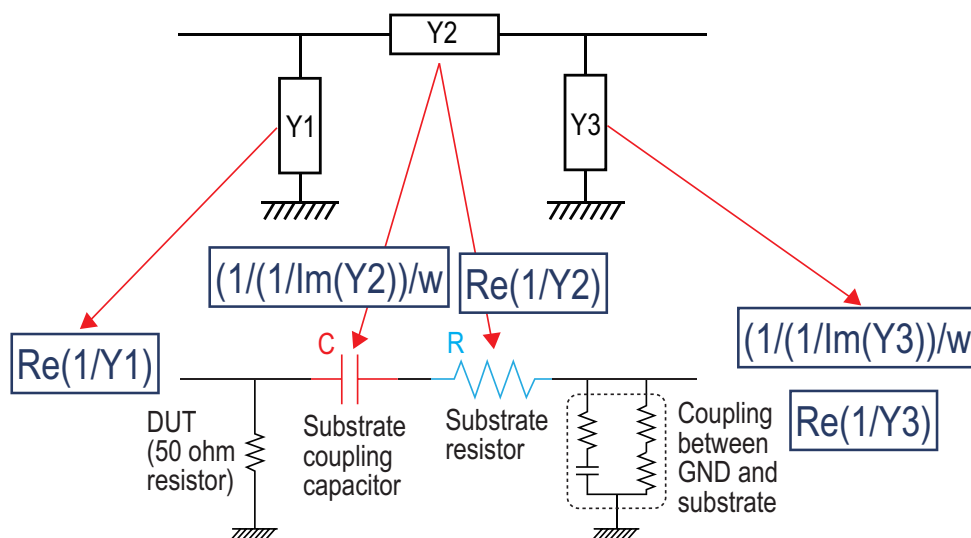 Y2
Y1
Y3
(1/(1/Im(Y2))/w
Re(1/Y2)
Re(1/Y1)
(1/(1/Im(Y3))/w
Re(1/Y3)
C
R
DUT
(50 ohm
resistor)
Substrate
coupling
capacitor
Substrate
resistor
Coupling
between
GND and
substrate